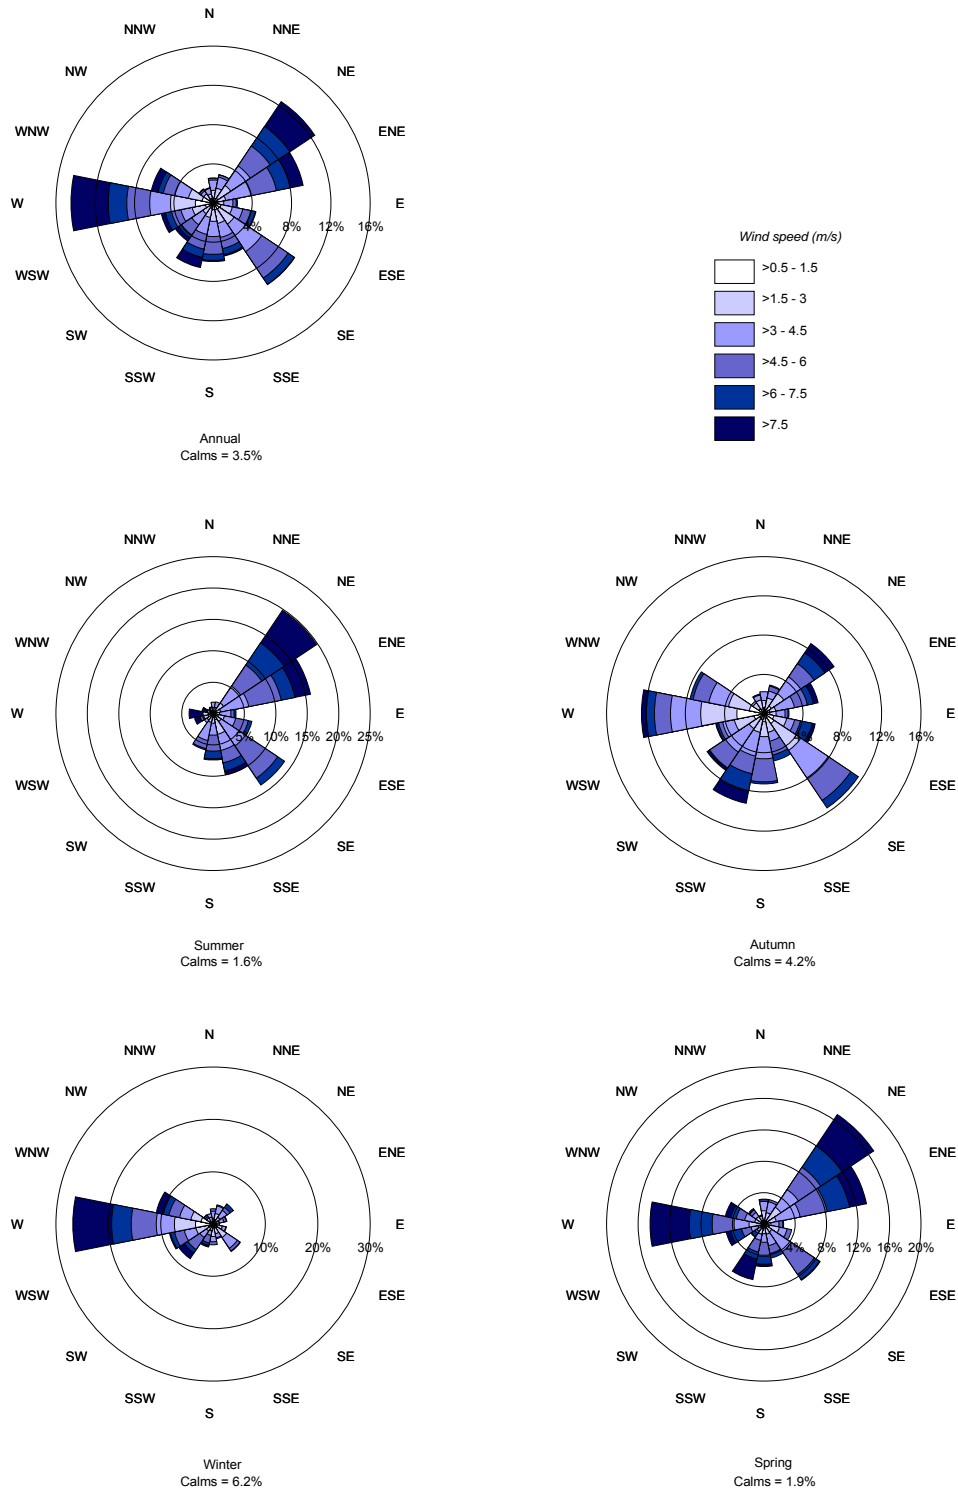 N
NNW NNE
NW NE
WNW ENE
W E
4% 8% 12% 16%
WSW ESE
SW SE
SSW SSE
S
Annual
Calms = 3.5%
Wind speed (m/s)
>0.5 - 1.5
>1.5 - 3
>3 - 4.5
>4.5 - 6
>6 - 7.5
>7.5
N
NNW NNE
NW NE
WNW ENE
W E
5% 10% 15% 20% 25%
WSW ESE
SW SE
SSW SSE
S
Summer
Calms = 1.6%
N
NNW NNE
NW NE
WNW ENE
W E
4% 8% 12% 16%
WSW ESE
SW SE
SSW SSE
S
Autumn
Calms = 4.2%
N
NNW NNE
NW NE
WNW ENE
W E
10% 20% 30%
WSW ESE
SW SE
SSW SSE
S
Winter
Calms = 6.2%
N
NNW NNE
NW NE
WNW ENE
W E
4% 8% 12% 16% 20%
WSW ESE
SW SE
SSW SSE
S
Spring
Calms = 1.9%